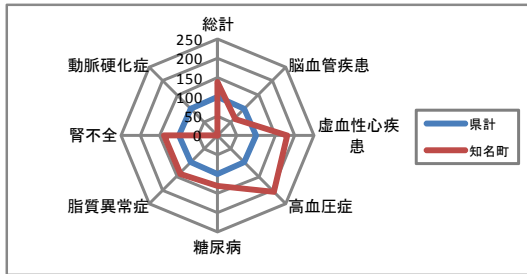 総計
250
200
150
100
50
0
動脈硬化症
脳血管疾患
腎不全
虚血性心疾
患
脂質異常症
高血圧症
糖尿病
県計
知名町